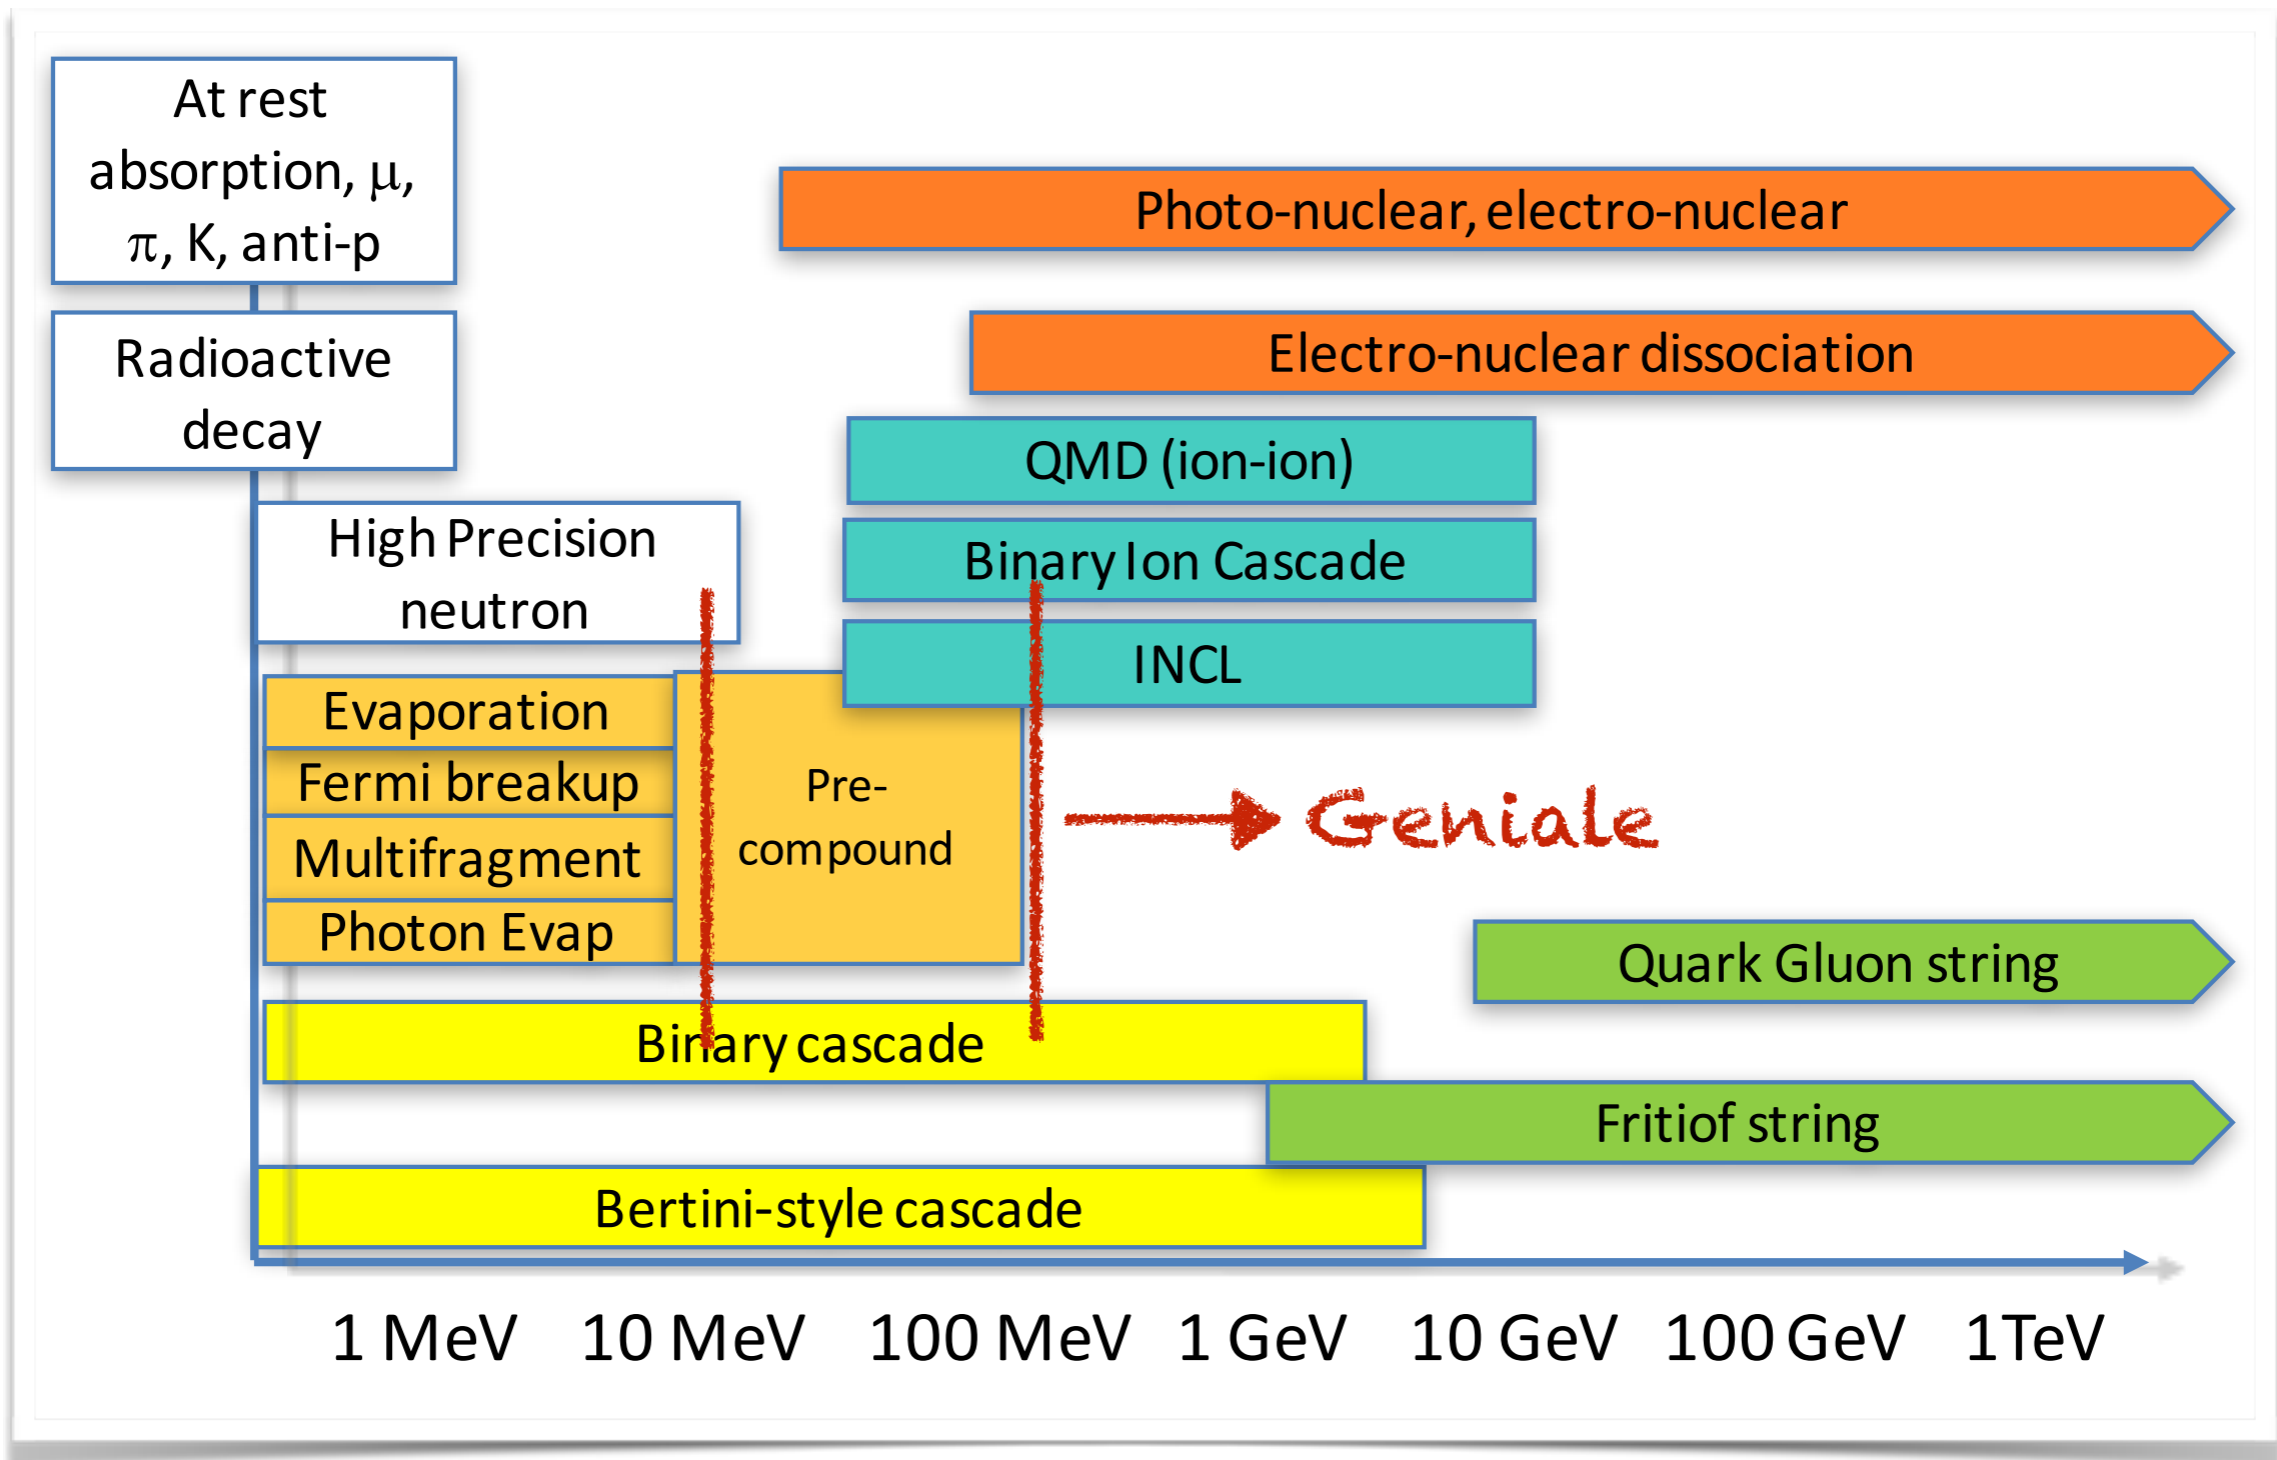 At rest
absorption, μ,
π, K, anti-p
Photo-nuclear, electro-nuclear
Radioactive
decay
Electro-nuclear dissociation
QMD (ion-ion)
High Precision
neutron
Binary Ion Cascade
INCL
Evaporation
Fermi breakup
Multifragment
Photon Evap
Pre-
compound
Geniale
Quark Gluon string
Binary cascade
Fritiof string
Bertini-style cascade
1 MeV 10 MeV 100 MeV 1 GeV 10 GeV 100 GeV 1TeV